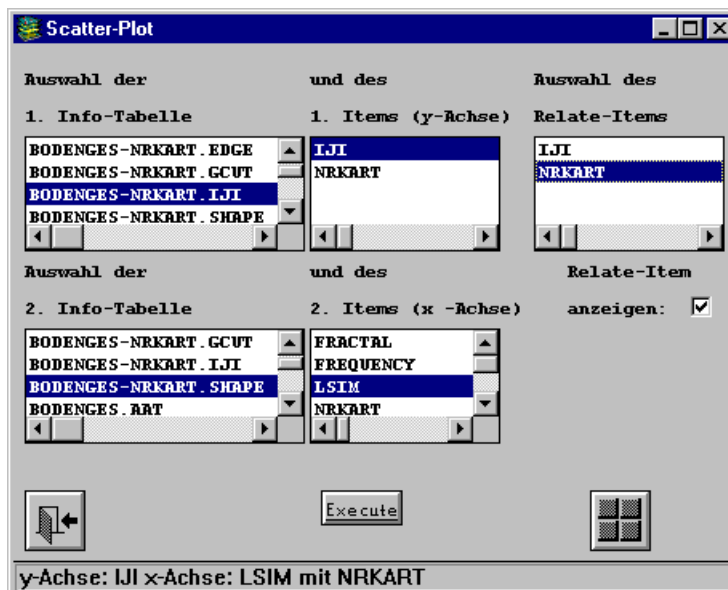 Scatter-Plot
Auswahl der
1. Info-Tabelle
BODENGES-NRKART.EDGE
BODENGES-NRKART.GCUT
BODENGES-NRKART.IJI
BODENGES-NRKART.SHAPE
und des
1. Items (y-Achse)
IJI
NRKART
Auswahl des
Relate-Items
IJI
NRKART
Auswahl der
2. Info-Tabelle
BODENGES-NRKART.GCUT
BODENGES-NRKART.IJI
BODENGES-NRKART.SHAPE
BODENGES.AAT
und des
2. Items (x -Achse)
FRACTAL
FREQUENCY
LSIM
NRKART
Relate-Item
anzeigen:
Execute
y-Achse: IJI x-Achse: LSIM mit NRKART